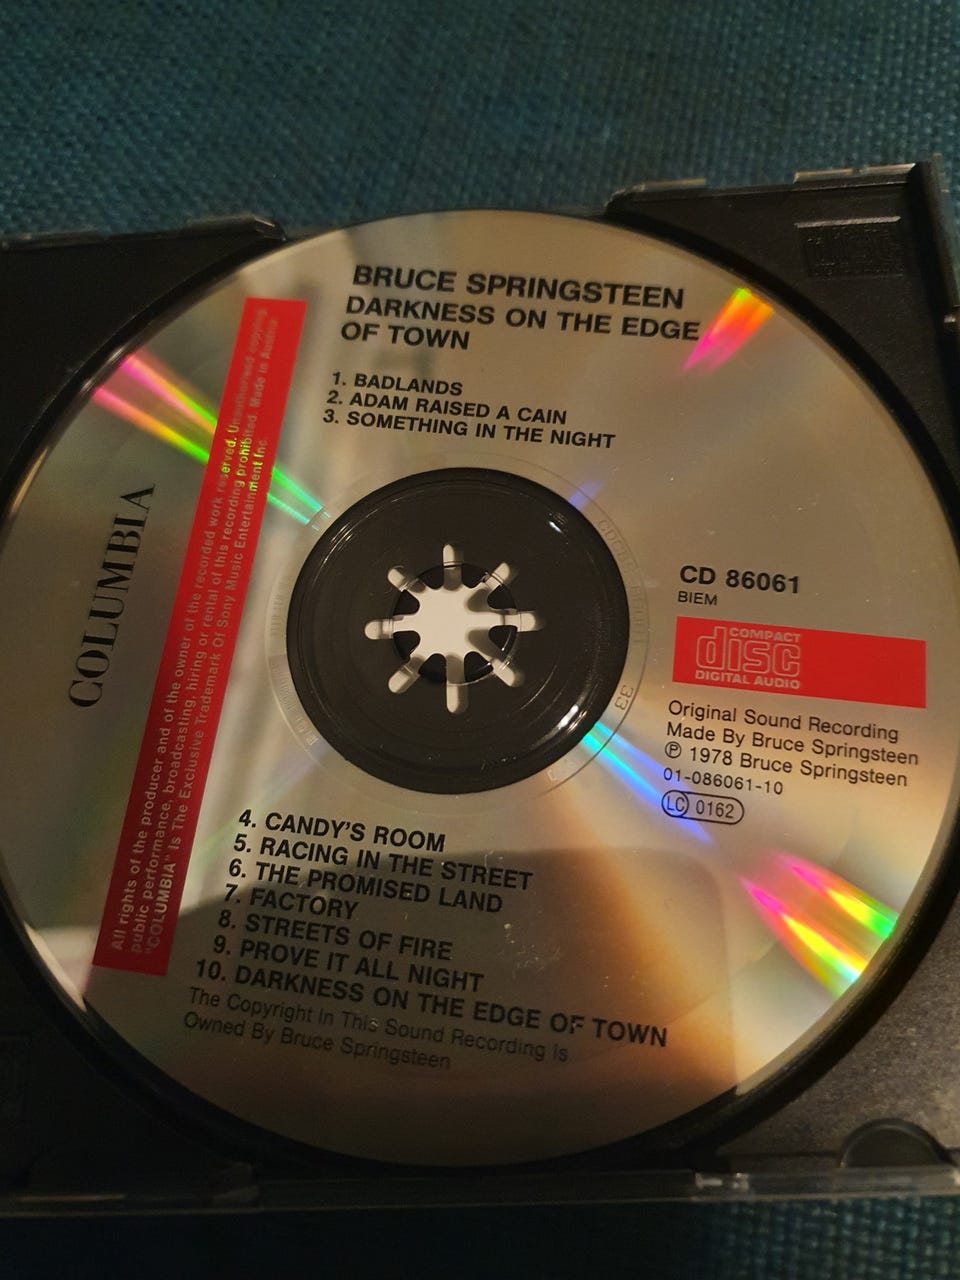 BRUCE SPRINGSTEEN
DARKNESS ON THE EDGE
OF TOWN
1. BADLANDS
2. ADAM RAISED A CAIN
3. SOMETHING IN THE NIGHT
COLUMBIA
All rights of the producer and of the owner of the recorded work reserved. Unauthorised copying,
public performance, broadcasting, hiring or rental of this recording prohibited. Made in Austria
"COLUMBIA" Is The Exclusive Trademark Of Sony Music Entertainment Inc.
CD 86061
BIEM
COMPACT
disc
DIGITAL AUDIO
Original Sound Recording
Made By Bruce Springsteen
℗ 1978 Bruce Springsteen
01-086061-10
LC 0162
4. CANDY'S ROOM
5. RACING IN THE STREET
6. THE PROMISED LAND
7. FACTORY
8. STREETS OF FIRE
9. PROVE IT ALL NIGHT
10. DARKNESS ON THE EDGE OF TOWN
The Copyright In This Sound Recording Is
Owned By Bruce Springsteen
33